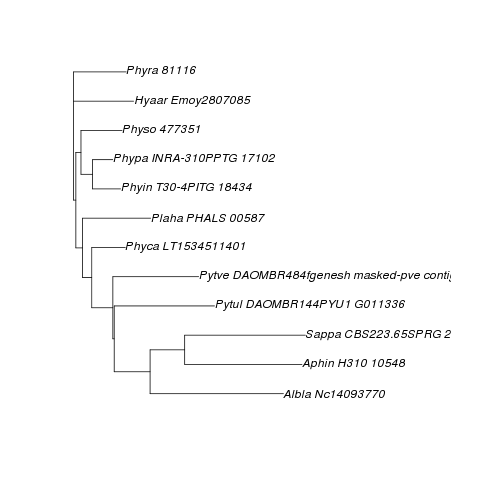 Phyra 81116
Hyaar Emoy2807085
Physo 477351
Phypa INRA-310PPTG 17102
Phyin T30-4PITG 18434
Plaha PHALS 00587
Phyca LT1534511401
Pytve DAOMBR484fgenesh masked-pve contig
Pytul DAOMBR144PYU1 G011336
Sappa CBS223.65SPRG 2
Aphin H310 10548
Albla Nc14093770